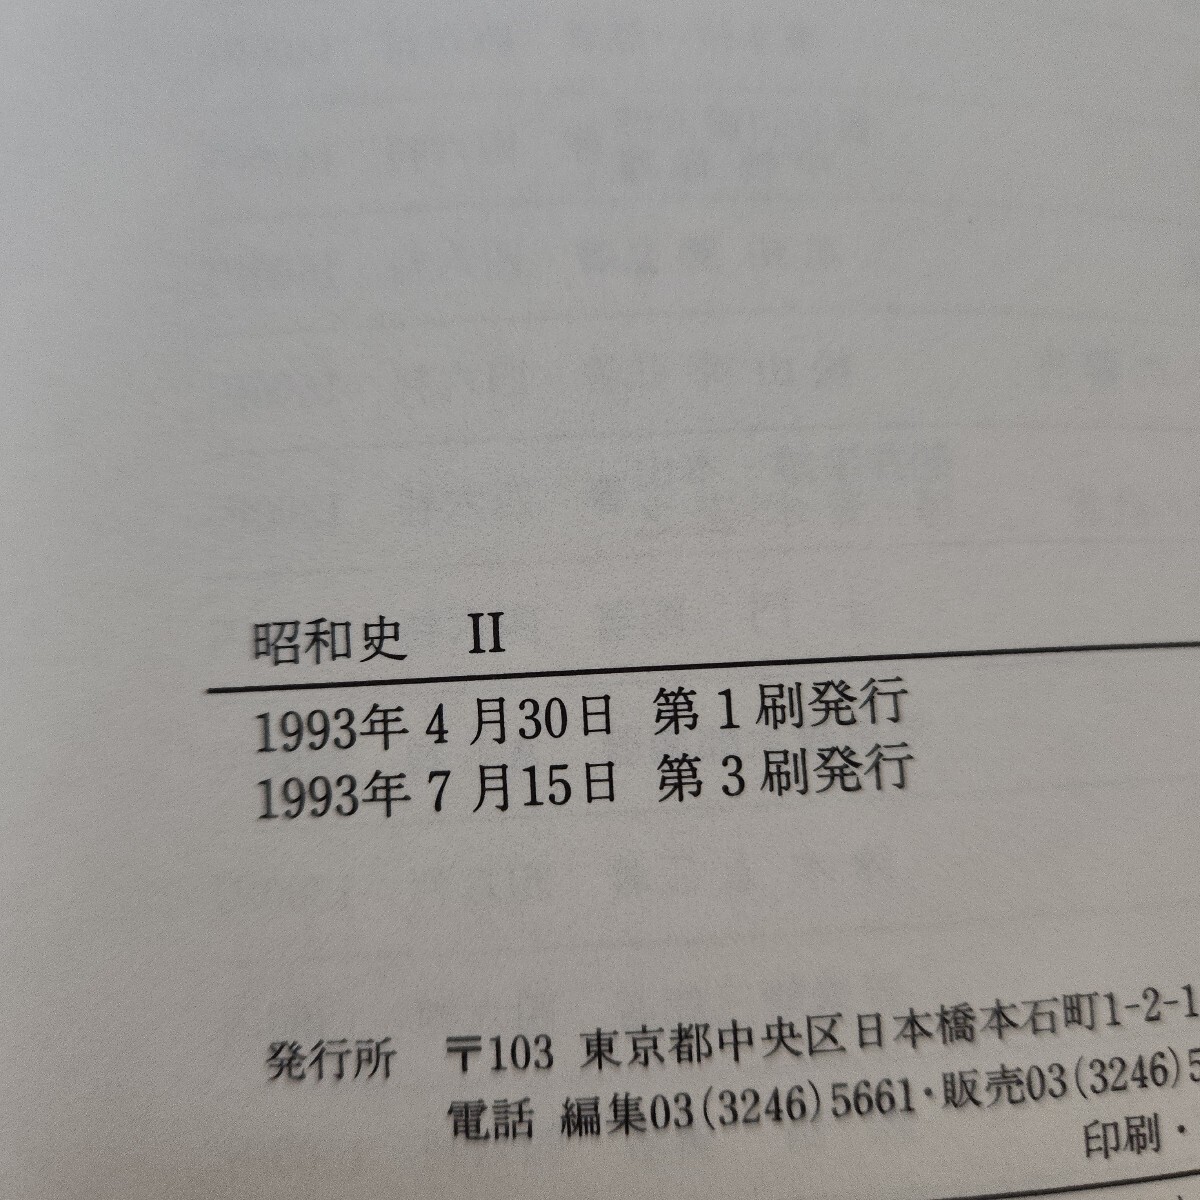 昭和史 II
1993年4月30日 第1刷発行
1993年7月15日 第3刷発行
発行所 〒103 東京都中央区日本橋本石町1-2-1
電話 編集03(3246)5661・販売03(3246)5
印刷・